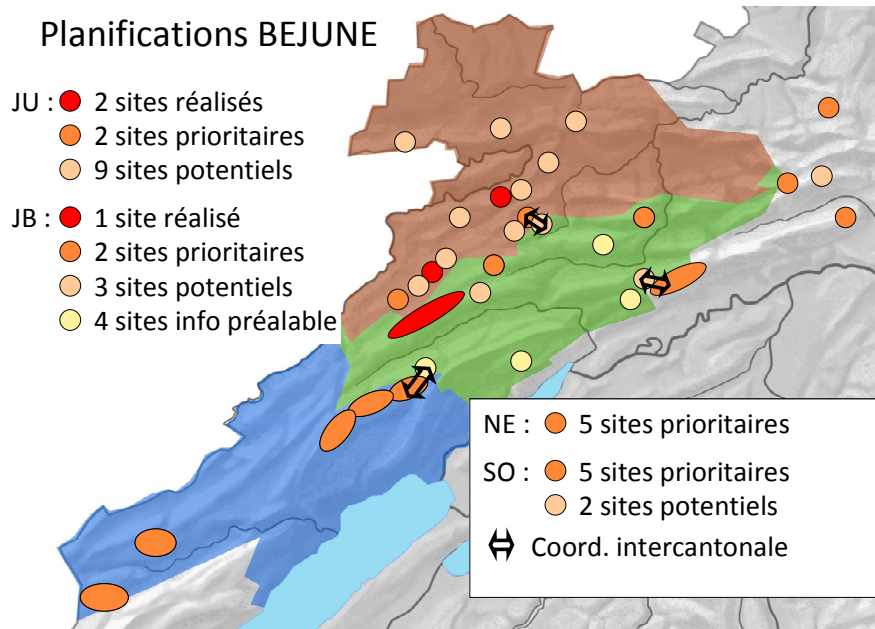 Planifications BEJUNE
JU : 2 sites réalisés
2 sites prioritaires
9 sites potentiels
JB : 1 site réalisé
2 sites prioritaires
3 sites potentiels
4 sites info préalable
NE : 5 sites prioritaires
SO : 5 sites prioritaires
2 sites potentiels
Coord. intercantonale